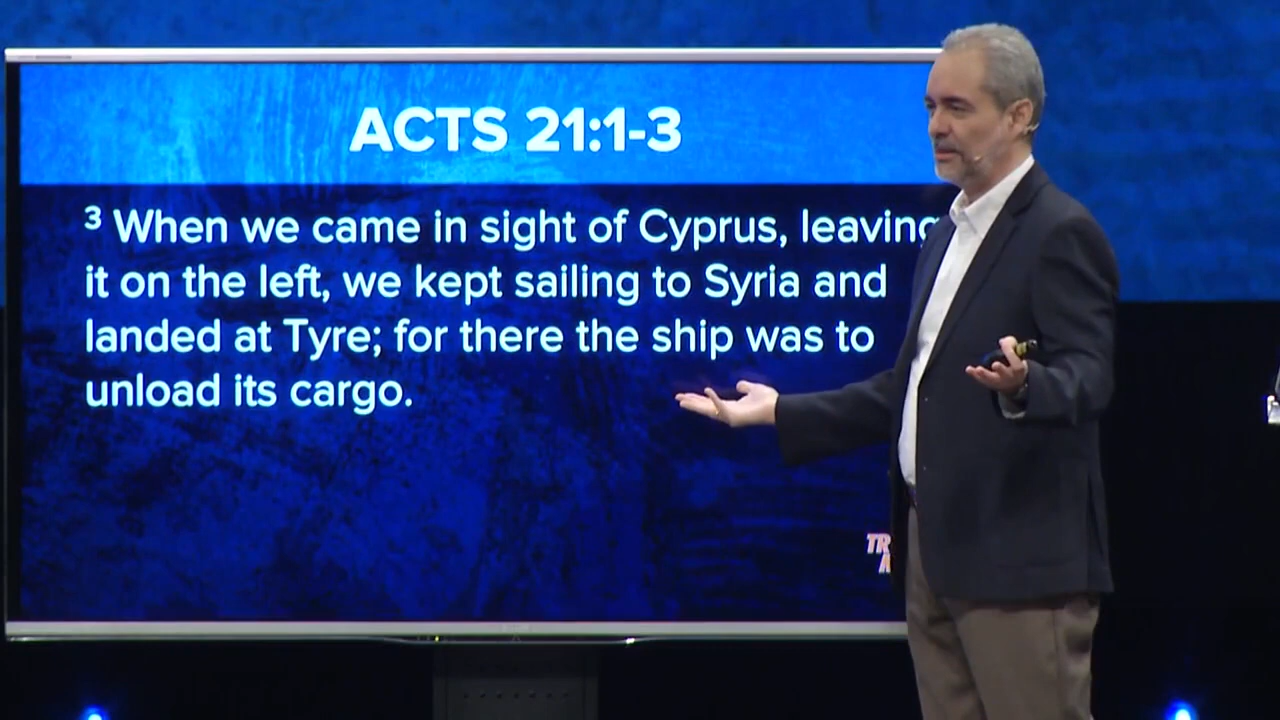 ACTS 21:1-3
3 When we came in sight of Cyprus, leaving
it on the left, we kept sailing to Syria and
landed at Tyre; for there the ship was to
unload its cargo.